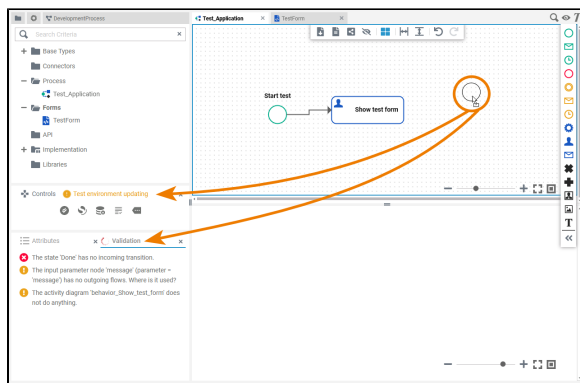 DevelopmentProcess
Test_Application
TestForm
Search Criteria
Base Types
Connectors
Process
Test_Application
Forms
TestForm
API
Implementation
Libraries
Controls
Test environment updating
Attributes
Validation
The state 'Done' has no incoming transition.
The input parameter node 'message' (parameter =
'message') has no outgoing flows. Where is it used?
The activity diagram 'behavior_Show_test_form' does
not do anything.
Start test
Show test form
T